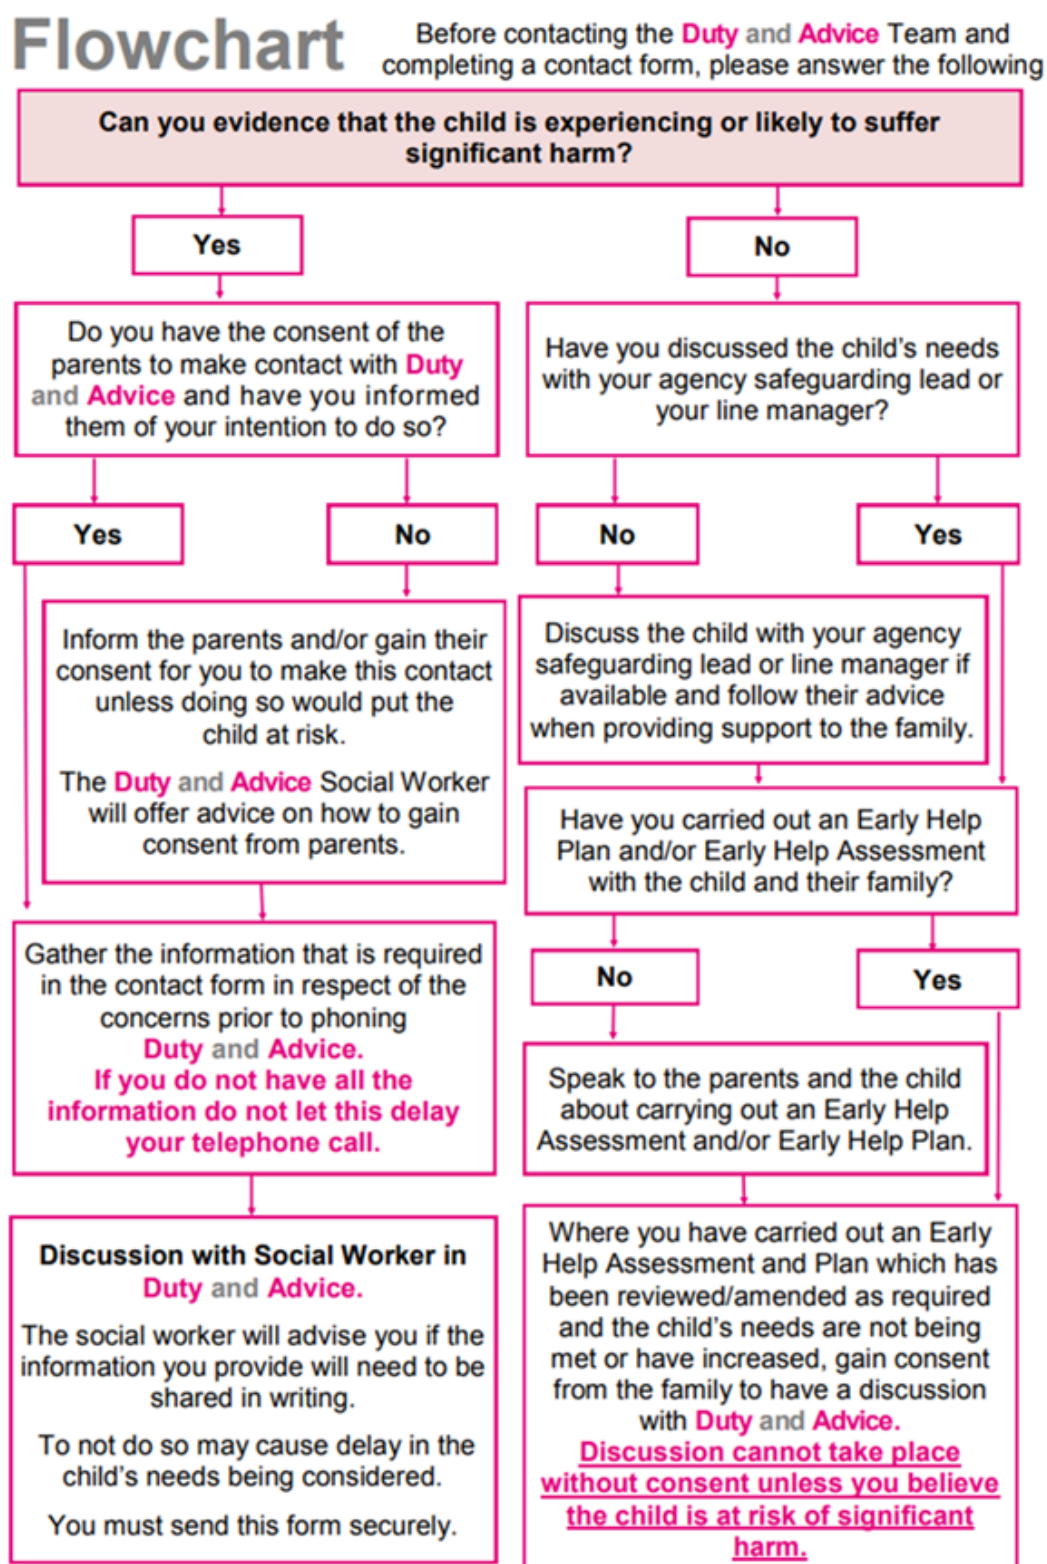 Flowchart
Before contacting the Duty and Advice Team and
completing a contact form, please answer the following
Can you evidence that the child is experiencing or likely to suffer
significant harm?
Yes
No
Do you have the consent of the
parents to make contact with Duty
and Advice and have you informed
them of your intention to do so?
Have you discussed the child's needs
with your agency safeguarding lead or
your line manager?
Yes
No
No
Yes
Inform the parents and/or gain their
consent for you to make this contact
unless doing so would put the
child at risk.
The Duty and Advice Social Worker
will offer advice on how to gain
consent from parents.
Discuss the child with your agency
safeguarding lead or line manager if
available and follow their advice
when providing support to the family.
Have you carried out an Early Help
Plan and/or Early Help Assessment
with the child and their family?
No
Yes
Gather the information that is required
in the contact form in respect of the
concerns prior to phoning
Duty and Advice.
If you do not have all the
information do not let this delay
your telephone call.
Speak to the parents and the child
about carrying out an Early Help
Assessment and/or Early Help Plan.
Discussion with Social Worker in
Duty and Advice.
The social worker will advise you if the
information you provide will need to be
shared in writing.
To not do so may cause delay in the
child's needs being considered.
You must send this form securely.
Where you have carried out an Early
Help Assessment and Plan which has
been reviewed/amended as required
and the child's needs are not being
met or have increased, gain consent
from the family to have a discussion
with Duty and Advice.
Discussion cannot take place
without consent unless you believe
the child is at risk of significant
harm.